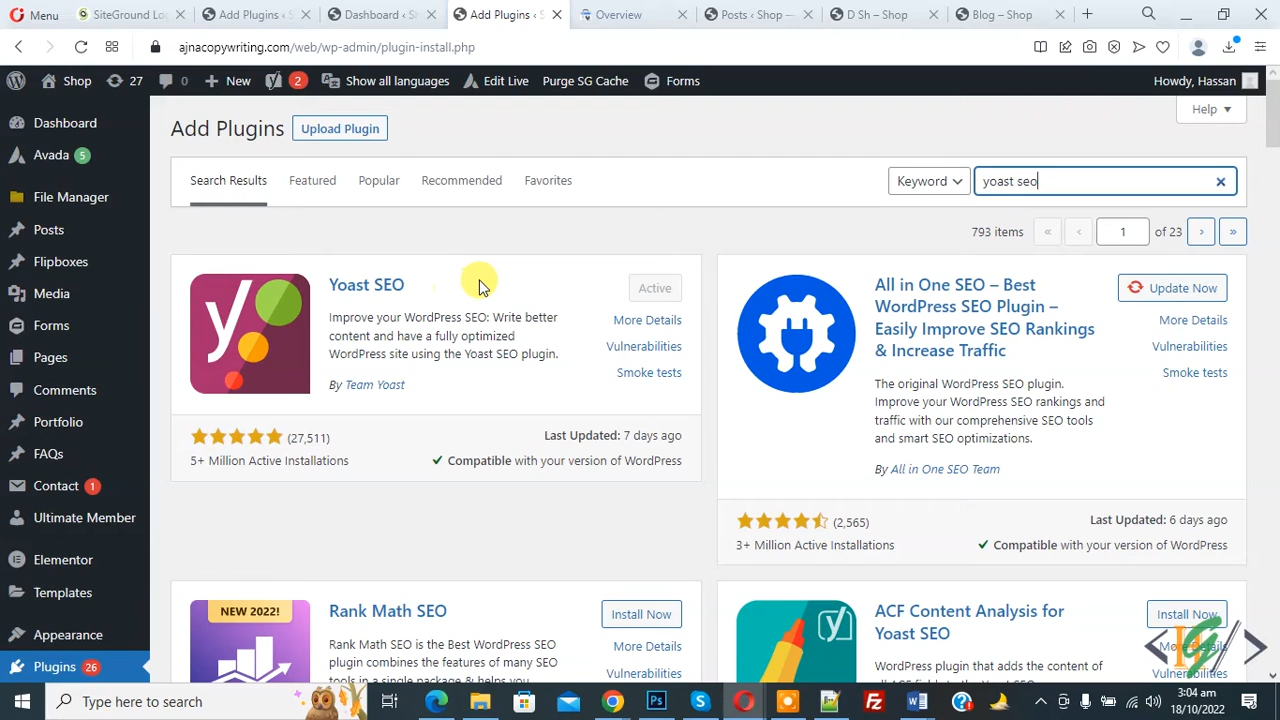 Menu
SiteGround Log
Add Plugins ‹ S
Dashboard ‹ Sh
Add Plugins ‹ S
Overview
Posts ‹ Shop —
D Sh – Shop
Blog – Shop
ajnacopywriting.com/web/wp-admin/plugin-install.php
Shop 27 0 New 2 Show all languages Edit Live Purge SG Cache Forms Howdy, Hassan
Dashboard
Avada 5
File Manager
Posts
Flipboxes
Media
Forms
Pages
Comments
Portfolio
FAQs
Contact 1
Ultimate Member
Elementor
Templates
Appearance
Plugins 26
Help
Add Plugins Upload Plugin
Search Results Featured Popular Recommended Favorites Keyword yoast seo
793 items « ‹ 1 of 23 › »
Yoast SEO
Active
More Details
Vulnerabilities
Smoke tests
Improve your WordPress SEO: Write better
content and have a fully optimized
WordPress site using the Yoast SEO plugin.
By Team Yoast
(27,511) Last Updated: 7 days ago
5+ Million Active Installations Compatible with your version of WordPress
All in One SEO – Best
WordPress SEO Plugin –
Easily Improve SEO Rankings
& Increase Traffic
Update Now
More Details
Vulnerabilities
Smoke tests
The original WordPress SEO plugin.
Improve your WordPress SEO rankings and
traffic with our comprehensive SEO tools
and smart SEO optimizations.
By All in One SEO Team
(2,565) Last Updated: 6 days ago
3+ Million Active Installations Compatible with your version of WordPress
NEW 2022!
Rank Math SEO
Install Now
More Details
Vulnerabilities
Rank Math SEO is the Best WordPress SEO
plugin combines the features of many SEO
tools in a single package & helps you
ACF Content Analysis for
Yoast SEO
Install Now
More Details
Vulnerabilities
WordPress plugin that adds the content of
Type here to search
3:04 am
18/10/2022